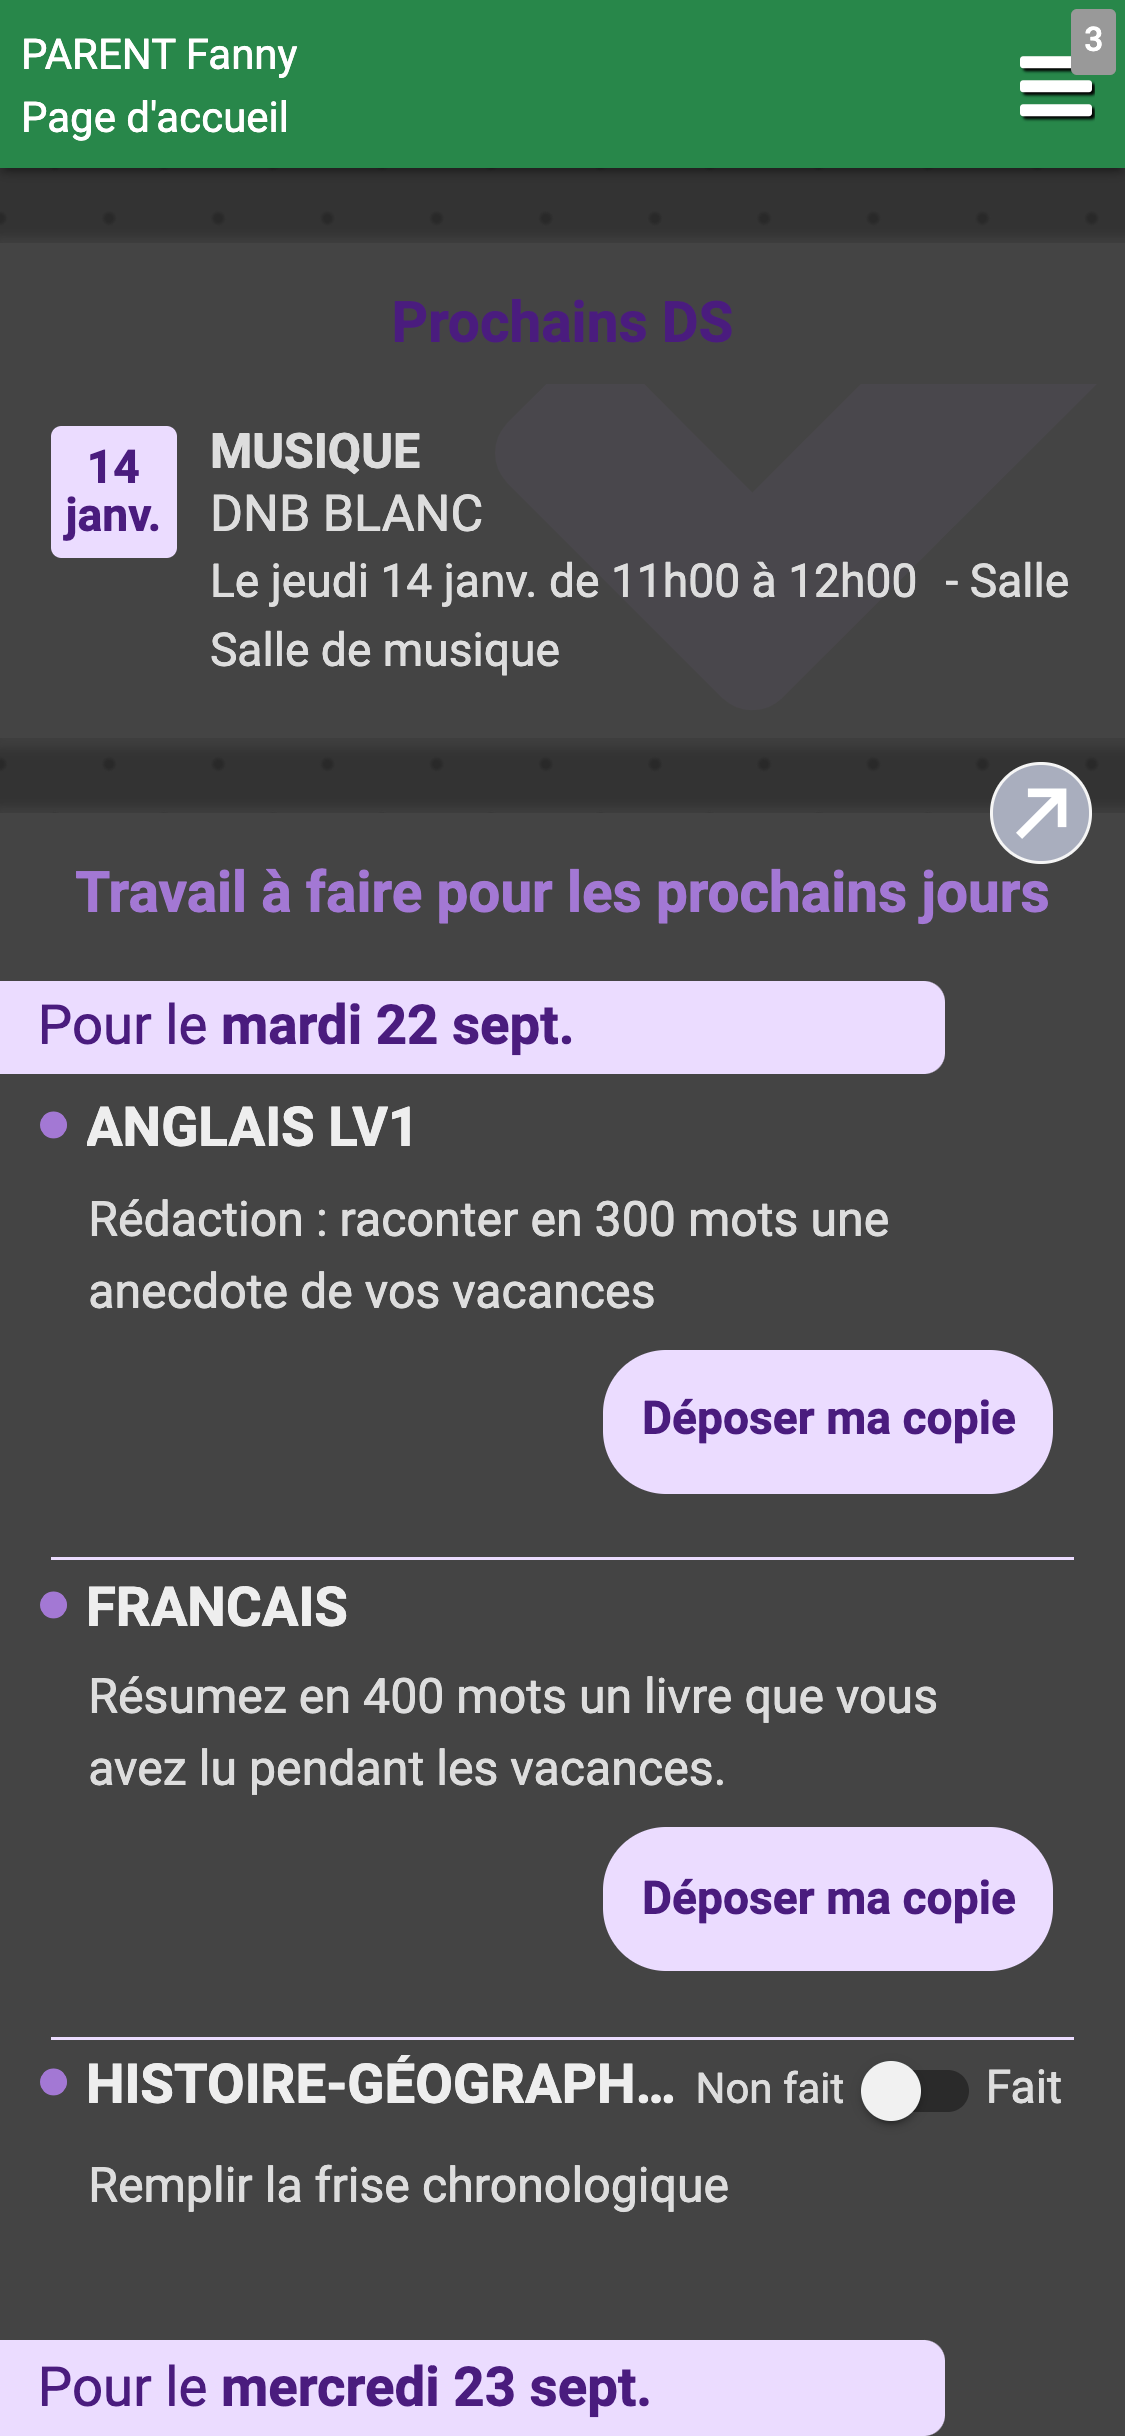 PARENT Fanny
3
Page d'accueil
Prochains DS
14
janv.
MUSIQUE
DNB BLANC
Le jeudi 14 janv. de 11h00 à 12h00 - Salle
Salle de musique
Travail à faire pour les prochains jours
Pour le mardi 22 sept.
ANGLAIS LV1
Rédaction : raconter en 300 mots une
anecdote de vos vacances
Déposer ma copie
FRANCAIS
Résumez en 400 mots un livre que vous
avez lu pendant les vacances.
Déposer ma copie
HISTOIRE-GÉOGRAPH... Non fait Fait
Remplir la frise chronologique
Pour le mercredi 23 sept.